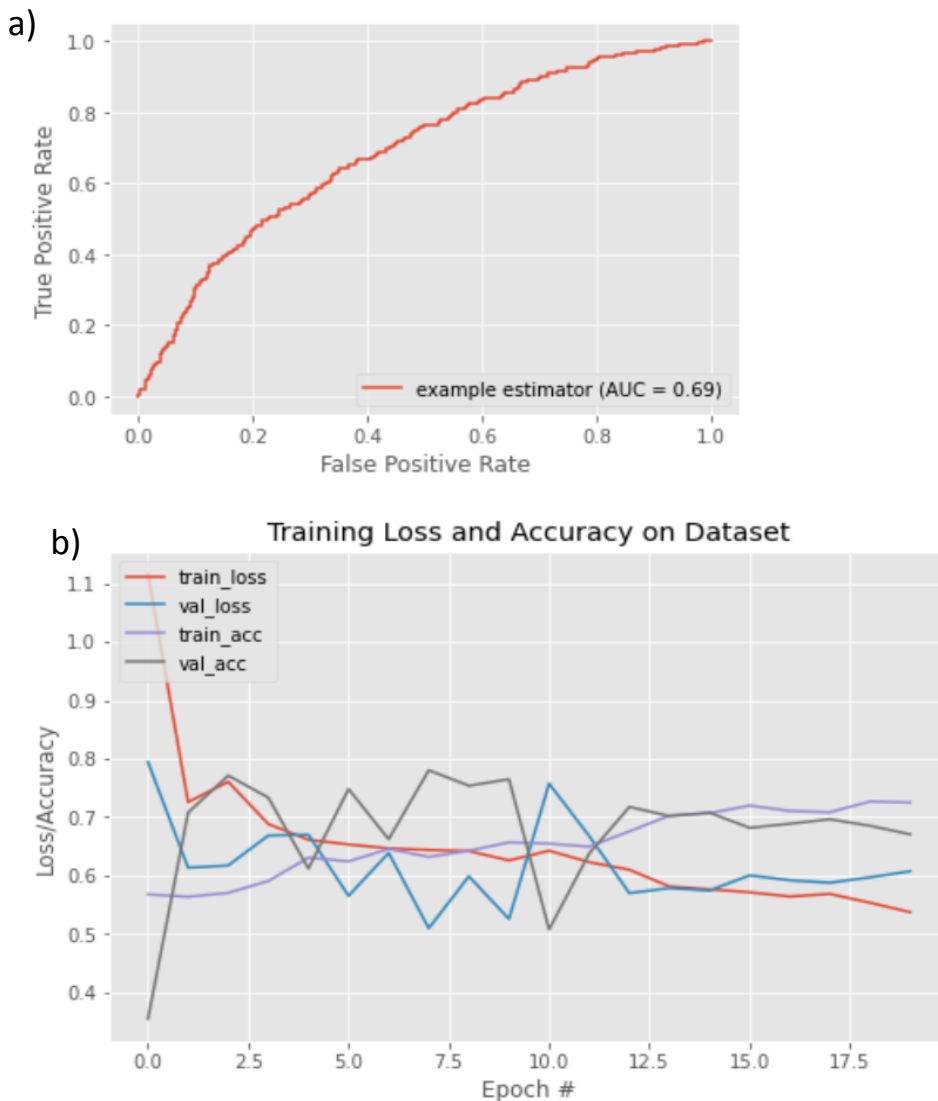 a)
1.0
0.8
0.6
0.4
0.2
0.0
True Positive Rate
example estimator (AUC = 0.69)
0.0 0.2 0.4 0.6 0.8 1.0
False Positive Rate
b)
Training Loss and Accuracy on Dataset
train_loss
val_loss
train_acc
val_acc
1.1
1.0
0.9
0.8
0.7
0.6
0.5
0.4
Loss/Accuracy
0.0 2.5 5.0 7.5 10.0 12.5 15.0 17.5
Epoch #